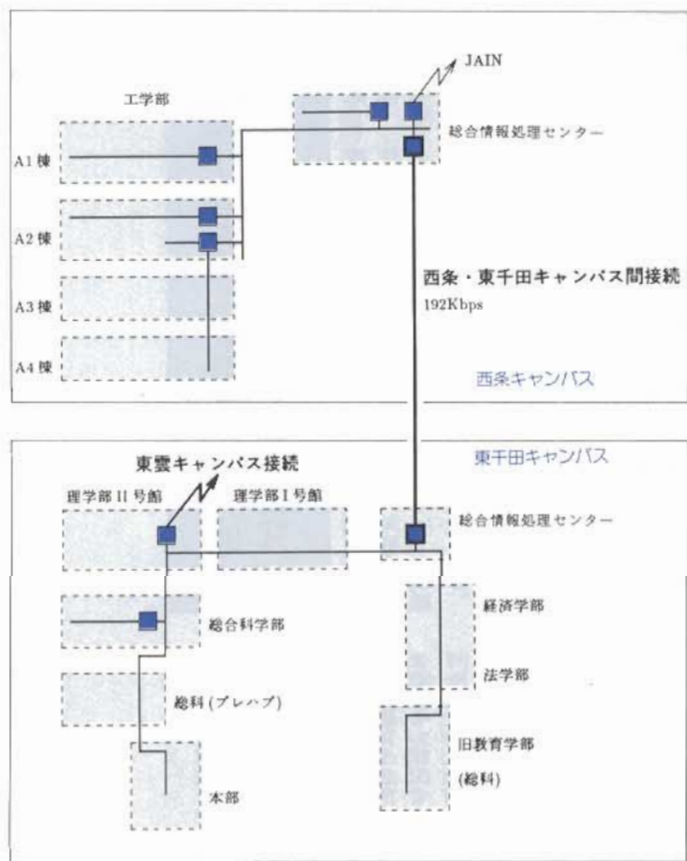 JAIN
工学部
総合情報処理センター
A1棟
A2棟
A3棟
A4棟
西条・東千田キャンパス間接続
192Kbps
西条キャンパス
東千田キャンパス
東雲キャンパス接続
理学部II号館
理学部I号館
総合情報処理センター
総合科学部
経済学部
総科(プレハブ)
法学部
旧教育学部
(総科)
本部